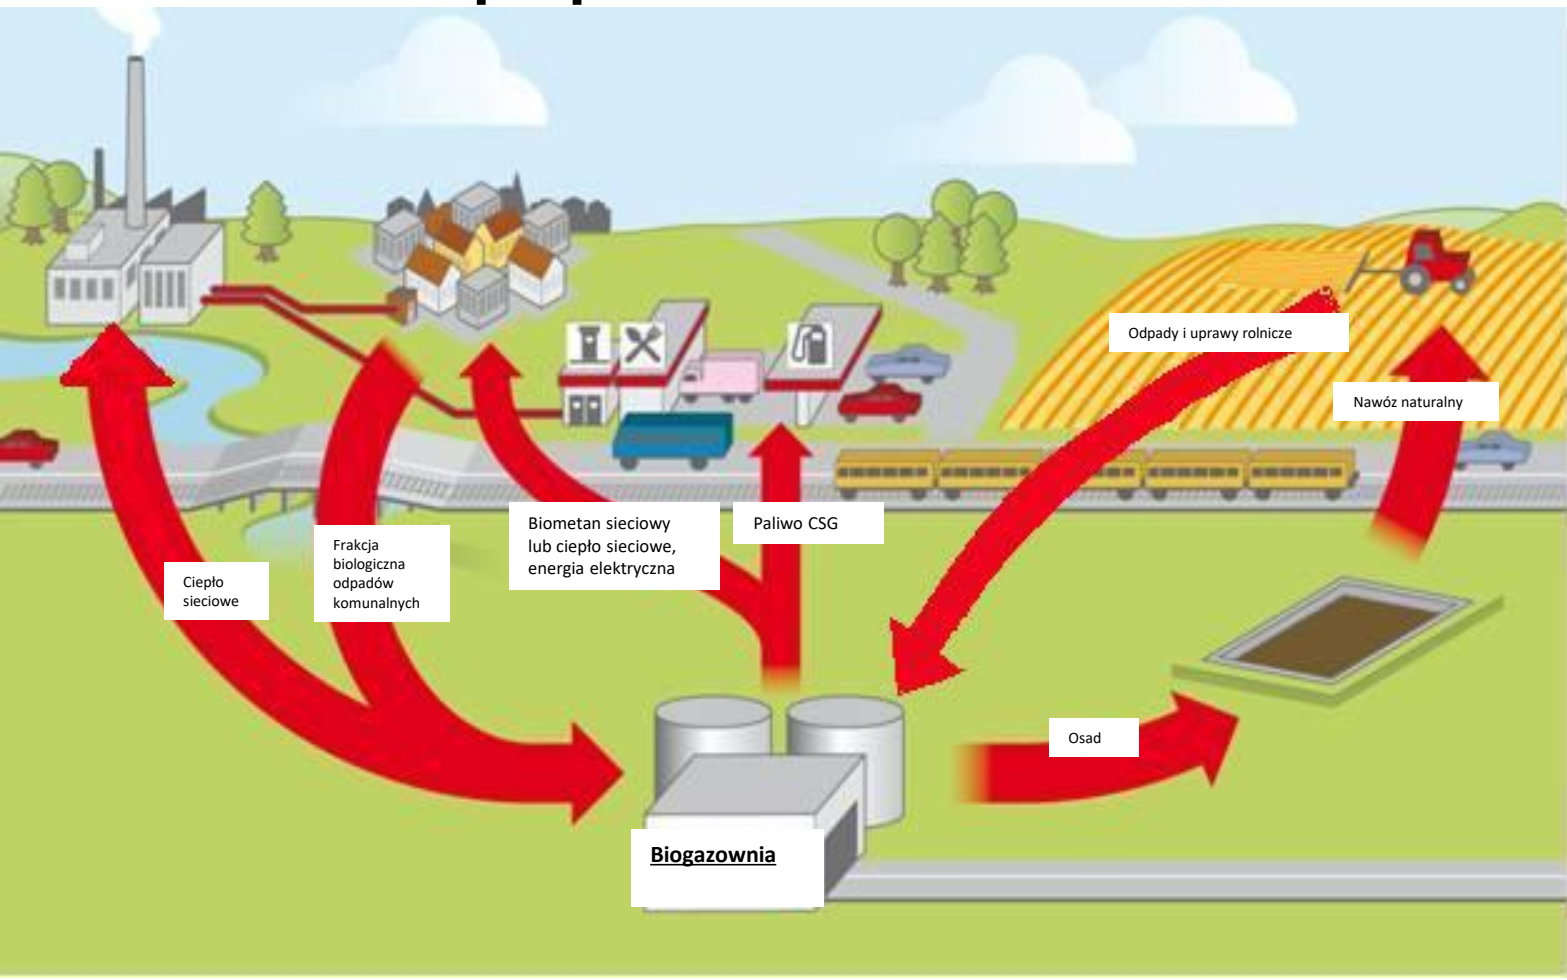 Odpady i uprawy rolnicze
Nawóz naturalny
Biometan sieciowy
lub ciepło sieciowe,
energia elektryczna
Paliwo CSG
Frakcja
biologiczna
odpadów
komunalnych
Ciepło
sieciowe
Osad
Biogazownia